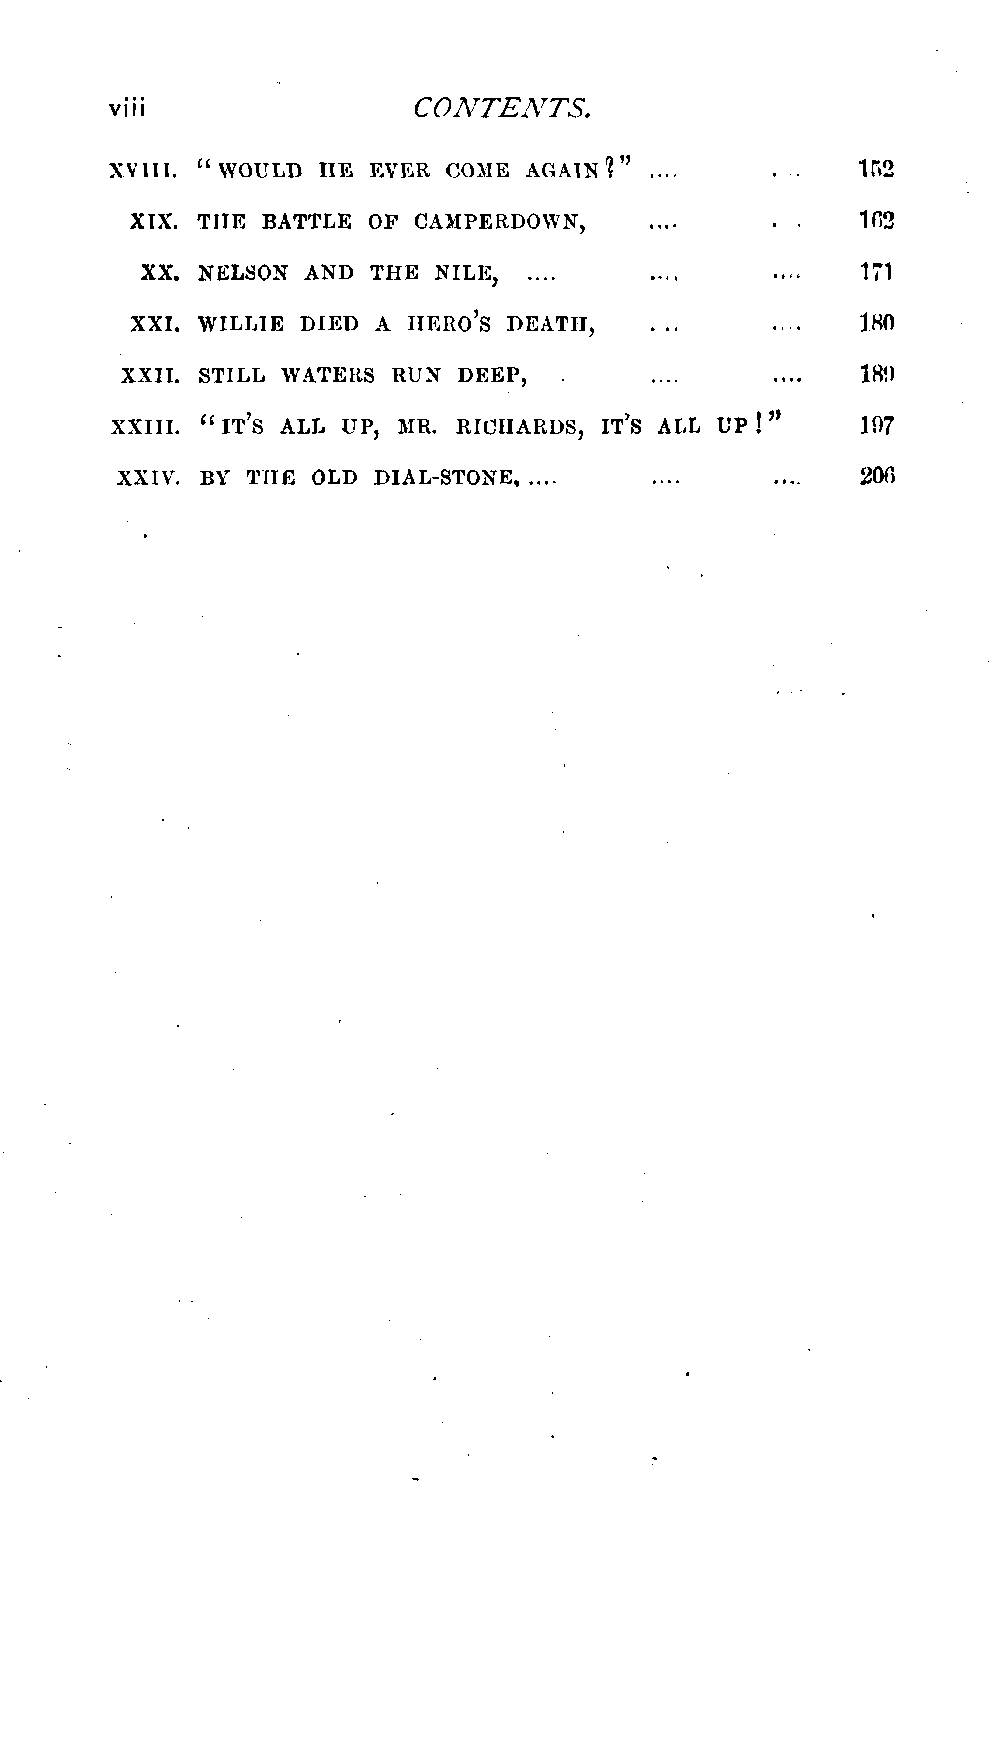 viii CONTENTS.
XVIII. "WOULD HE EVER COME AGAIN?" .... . . 152
XIX. THE BATTLE OF CAMPERDOWN, .... . . 162
XX. NELSON AND THE NILE, .... .... .... 171
XXI. WILLIE DIED A HERO'S DEATH, . .. .... 180
XXII. STILL WATERS RUN DEEP, . .... .... 189
XXIII. "IT'S ALL UP, MR. RICHARDS, IT'S ALL UP!" 197
XXIV. BY THE OLD DIAL-STONE, .... .... .... 206